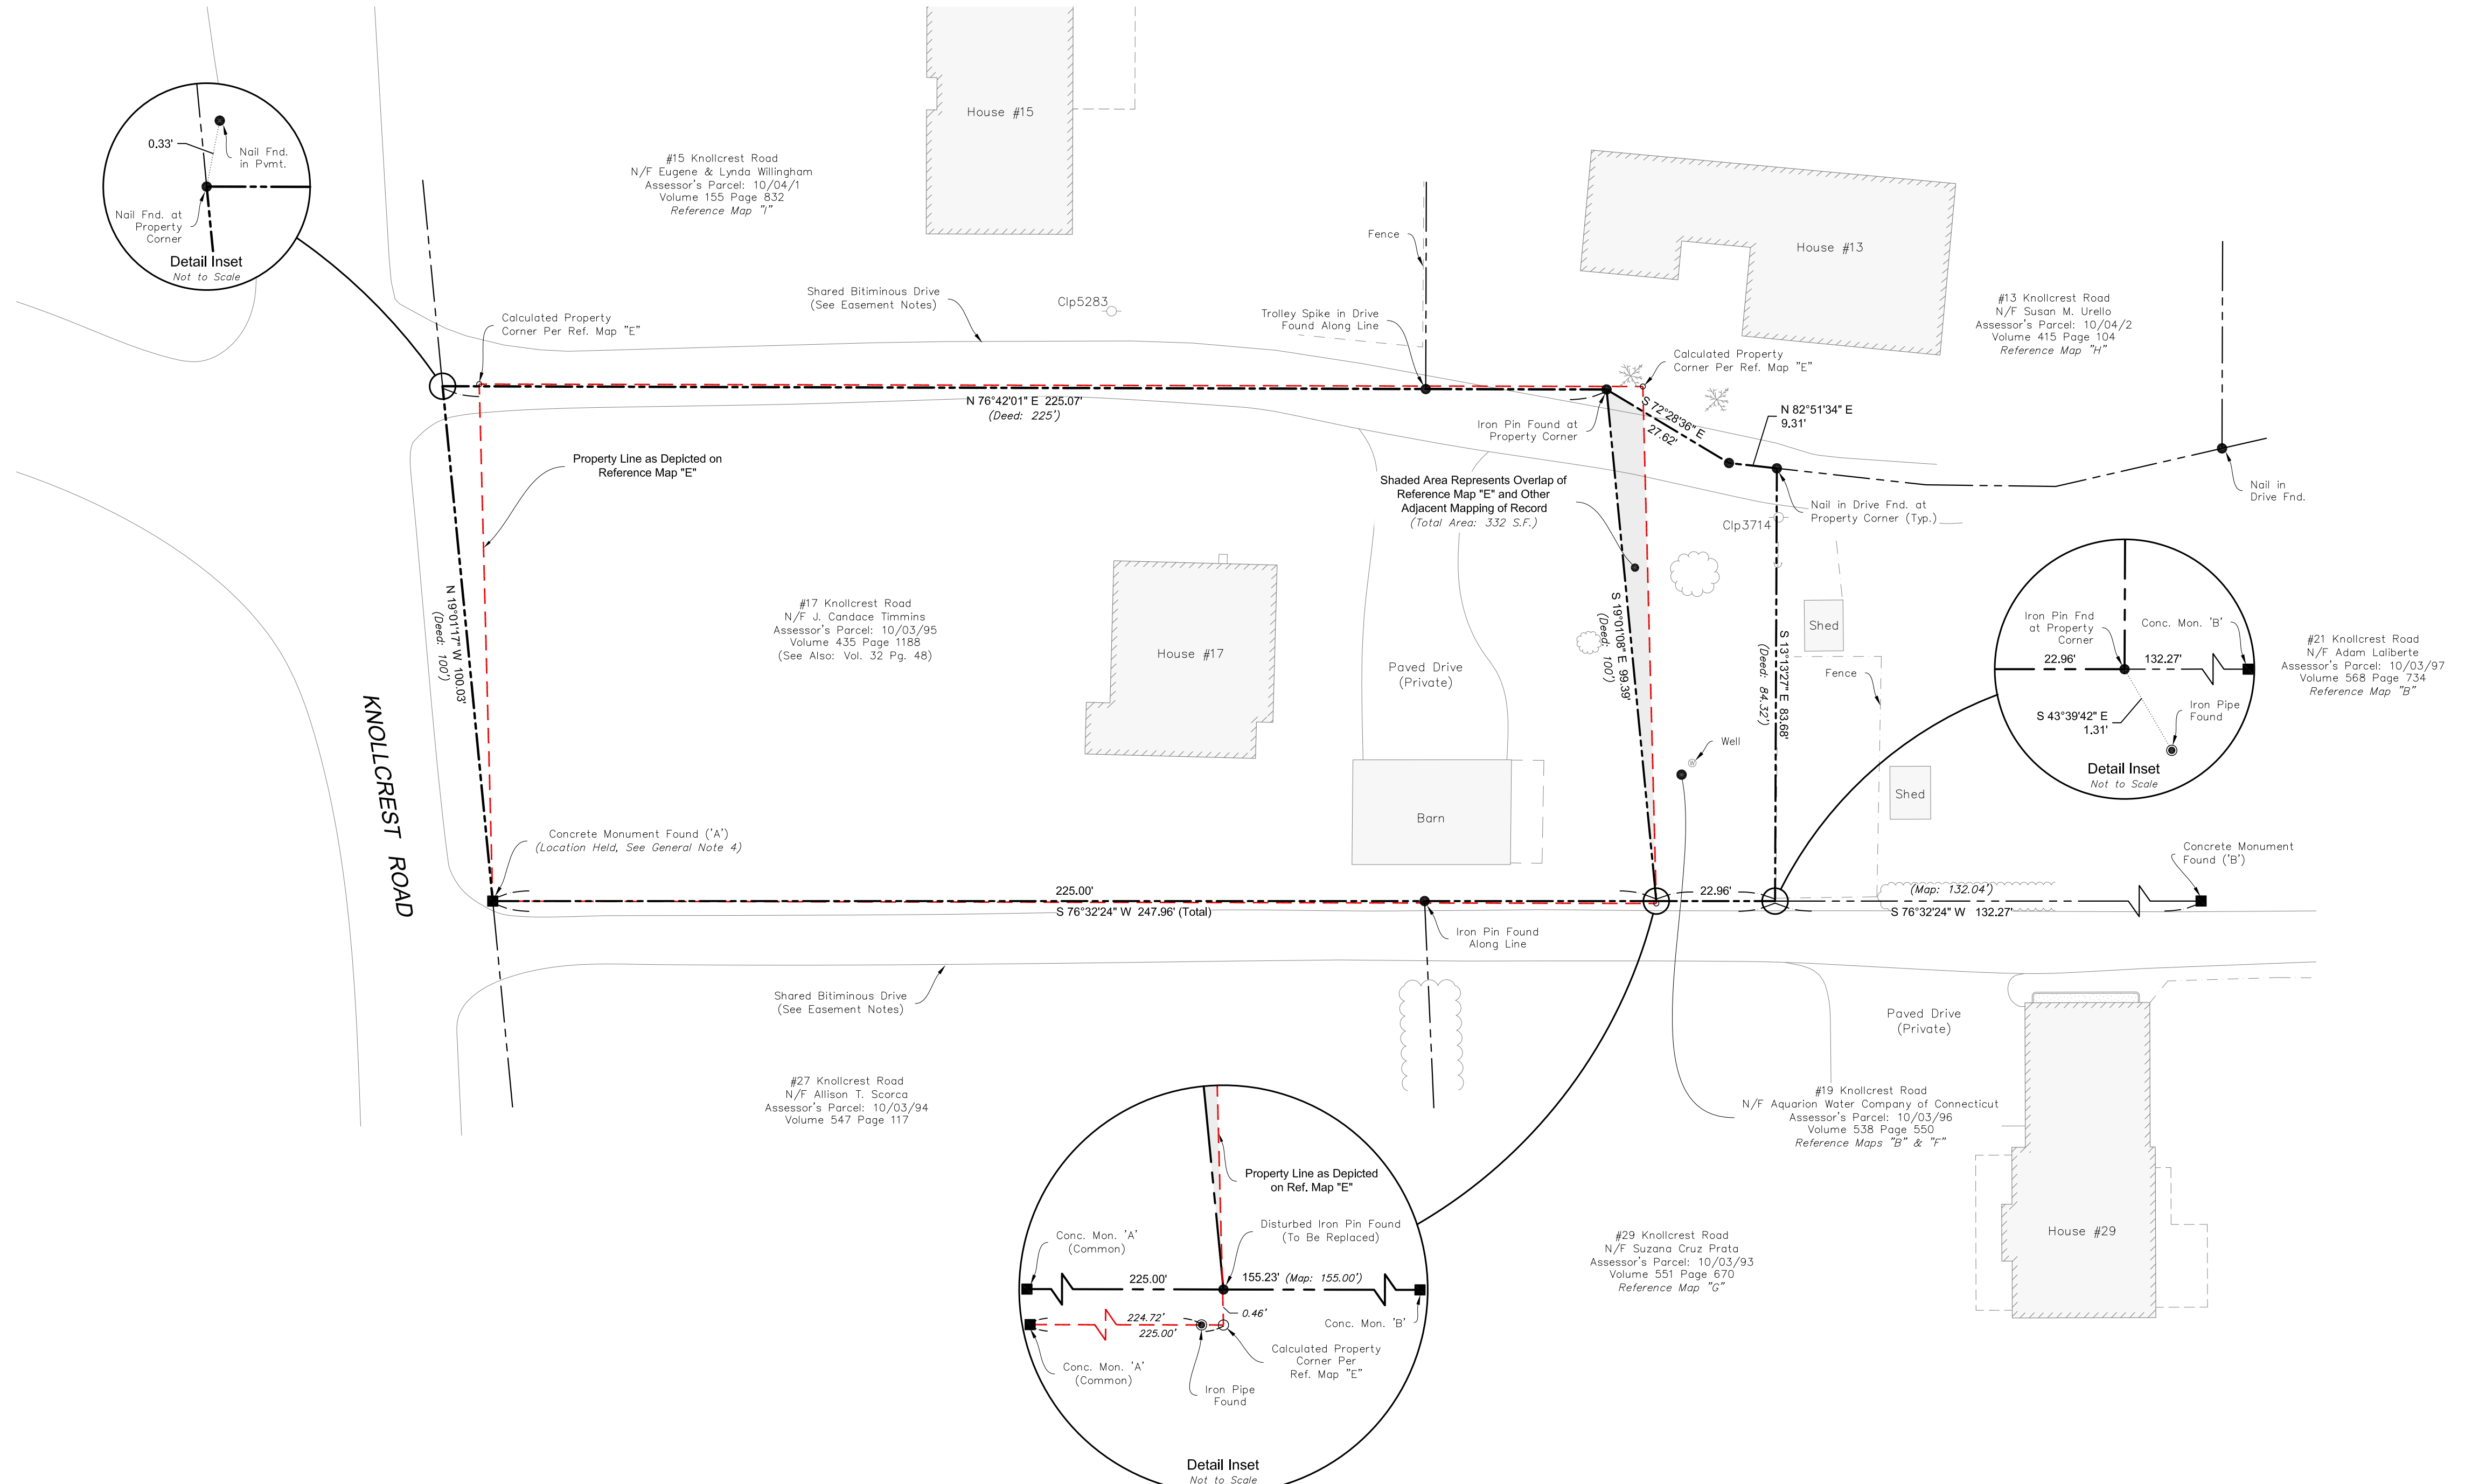 House #15
0.33'
Nail Fnd.
in Pvmt.
Nail Fnd. at
Property
Corner
Detail Inset
Not to Scale
#15 Knollcrest Road
N/F Eugene & Lynda Willingham
Assessor's Parcel: 10/04/1
Volume 155 Page 832
Reference Map "I"
Fence
House #13
#13 Knollcrest Road
N/F Susan M. Urello
Assessor's Parcel: 10/04/2
Volume 415 Page 104
Reference Map "H"
Shared Bitiminous Drive
(See Easement Notes)
Clp5283
Calculated Property
Corner Per Ref. Map "E"
Trolley Spike in Drive
Found Along Line
Calculated Property
Corner Per Ref. Map "E"
N 76°42'01" E 225.07'
(Deed: 225')
S 72°28'36" E
27.62'
N 82°51'34" E
9.31'
Iron Pin Found at
Property Corner
Property Line as Depicted on
Reference Map "E"
Shaded Area Represents Overlap of
Reference Map "E" and Other
Adjacent Mapping of Record
(Total Area: 332 S.F.)
Nail in
Drive Fnd.
Nail in Drive Fnd. at
Property Corner (Typ.)
Clp3714
N 19°01'17" W 100.03'
(Deed: 100')
#17 Knollcrest Road
N/F J. Candace Timmins
Assessor's Parcel: 10/03/95
Volume 435 Page 1188
(See Also: Vol. 32 Pg. 48)
House #17
Paved Drive
(Private)
S 19°01'08" E 99.39'
(Deed: 100')
S 13°13'27" E 83.68'
(Deed: 84.32')
Shed
Fence
Iron Pin Fnd
at Property
Corner
Conc. Mon. 'B'
22.96'
132.27'
S 43°39'42" E
1.31'
Iron Pipe
Found
Detail Inset
Not to Scale
#21 Knollcrest Road
N/F Adam Laliberte
Assessor's Parcel: 10/03/97
Volume 568 Page 734
Reference Map "B"
Well
W
Shed
KNOLLCREST ROAD
Barn
Concrete Monument Found ('A')
(Location Held, See General Note 4)
Concrete Monument
Found ('B')
225.00'
S 76°32'24" W 247.96' (Total)
22.96'
(Map: 132.04')
S 76°32'24" W 132.27'
Iron Pin Found
Along Line
Shared Bitiminous Drive
(See Easement Notes)
Paved Drive
(Private)
#27 Knollcrest Road
N/F Allison T. Scorca
Assessor's Parcel: 10/03/94
Volume 547 Page 117
#19 Knollcrest Road
N/F Aquarion Water Company of Connecticut
Assessor's Parcel: 10/03/96
Volume 538 Page 550
Reference Maps "B" & "F"
Property Line as Depicted
on Ref. Map "E"
Disturbed Iron Pin Found
(To Be Replaced)
Conc. Mon. 'A'
(Common)
225.00'
155.23' (Map: 155.00')
0.46'
224.72'
225.00'
Conc. Mon. 'B'
Calculated Property
Corner Per
Ref. Map "E"
Conc. Mon. 'A'
(Common)
Iron Pipe
Found
Detail Inset
Not to Scale
#29 Knollcrest Road
N/F Suzana Cruz Prata
Assessor's Parcel: 10/03/93
Volume 551 Page 670
Reference Map "G"
House #29